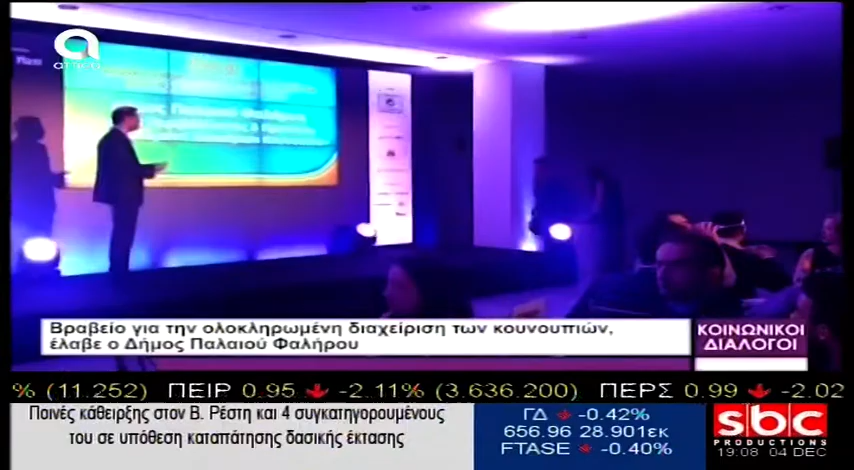 α
αττικα
Βραβείο για την ολοκληρωμένη διαχείριση των κουνουπιών,
έλαβε ο Δήμος Παλαιού Φαλήρου
ΚΟΙΝΩΝΙΚΟΙ
ΔΙΑΛΟΓΟΙ
% (11.252) ΠΕΙΡ 0.95 -2.11% (3.636.200) ΠΕΡΣ 0.99 -2.02
Ποινές κάθειρξης στον Β. Ρέστη και 4 συγκατηγορουμένους
του σε υπόθεση καταπάτησης δασικής έκτασης
ΓΔ -0.42%
656.96 28.901εκ
FTASE -0.40%
sbc
PRODUCTIONS
19:08 04 DEC